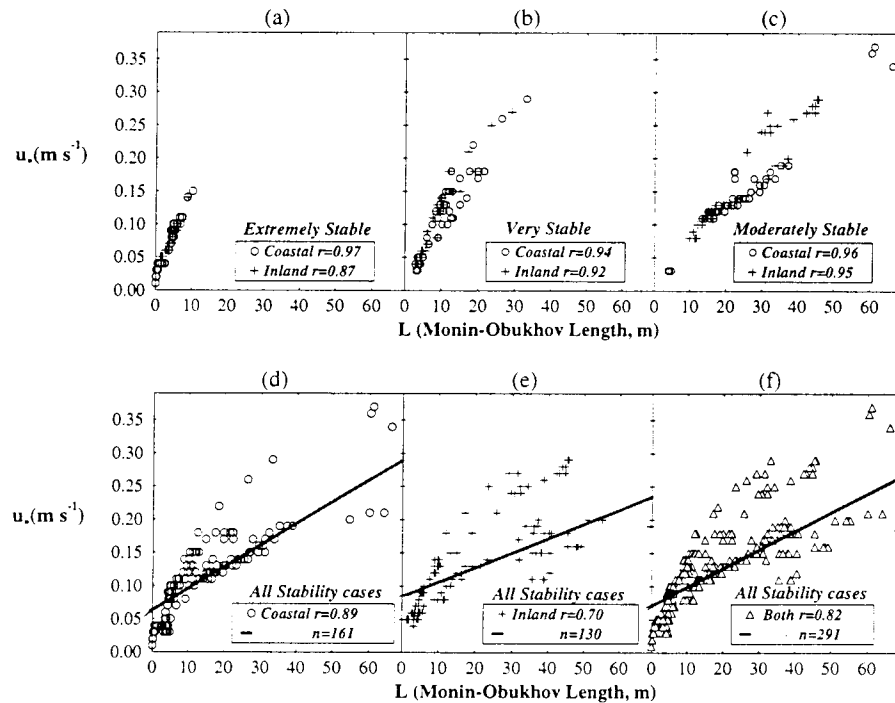 (a) (b) (c)
0.35
0.30
0.25
0.20
0.15
0.10
0.05
0.00
u*(m s-1)
Extremely Stable
Coastal r=0.97
Inland r=0.87
Very Stable
Coastal r=0.94
Inland r=0.92
Moderately Stable
Coastal r=0.96
Inland r=0.95
0 10 20 30 40 50 60 0 10 20 30 40 50 60 0 10 20 30 40 50 60
L (Monin-Obukhov Length, m)
(d) (e) (f)
0.35
0.30
0.25
0.20
0.15
0.10
0.05
0.00
u*(m s-1)
All Stability cases
Coastal r=0.89
n=161
All Stability cases
Inland r=0.70
n=130
All Stability cases
Both r=0.82
n=291
0 10 20 30 40 50 60 0 10 20 30 40 50 60 0 10 20 30 40 50 60
L (Monin-Obukhov Length, m)